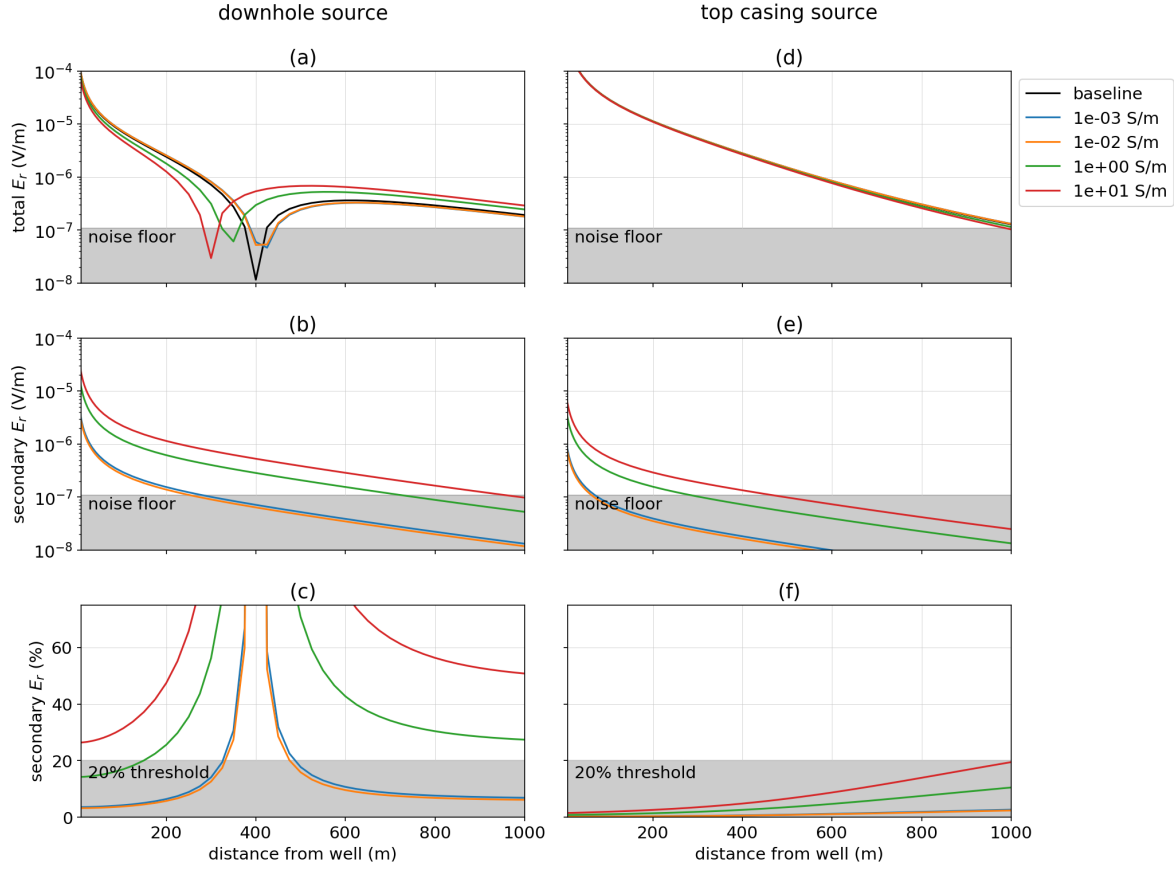 downhole source
top casing source
(a)
(d)
total E_r (V/m)
10⁻⁴
10⁻⁵
10⁻⁶
10⁻⁷
10⁻⁸
noise floor
noise floor
baseline
1e-03 S/m
1e-02 S/m
1e+00 S/m
1e+01 S/m
(b)
(e)
secondary E_r (V/m)
10⁻⁴
10⁻⁵
10⁻⁶
10⁻⁷
10⁻⁸
noise floor
noise floor
(c)
(f)
secondary E_r (%)
60
40
20
0
20% threshold
20% threshold
200 400 600 800 1000
200 400 600 800 1000
distance from well (m)
distance from well (m)